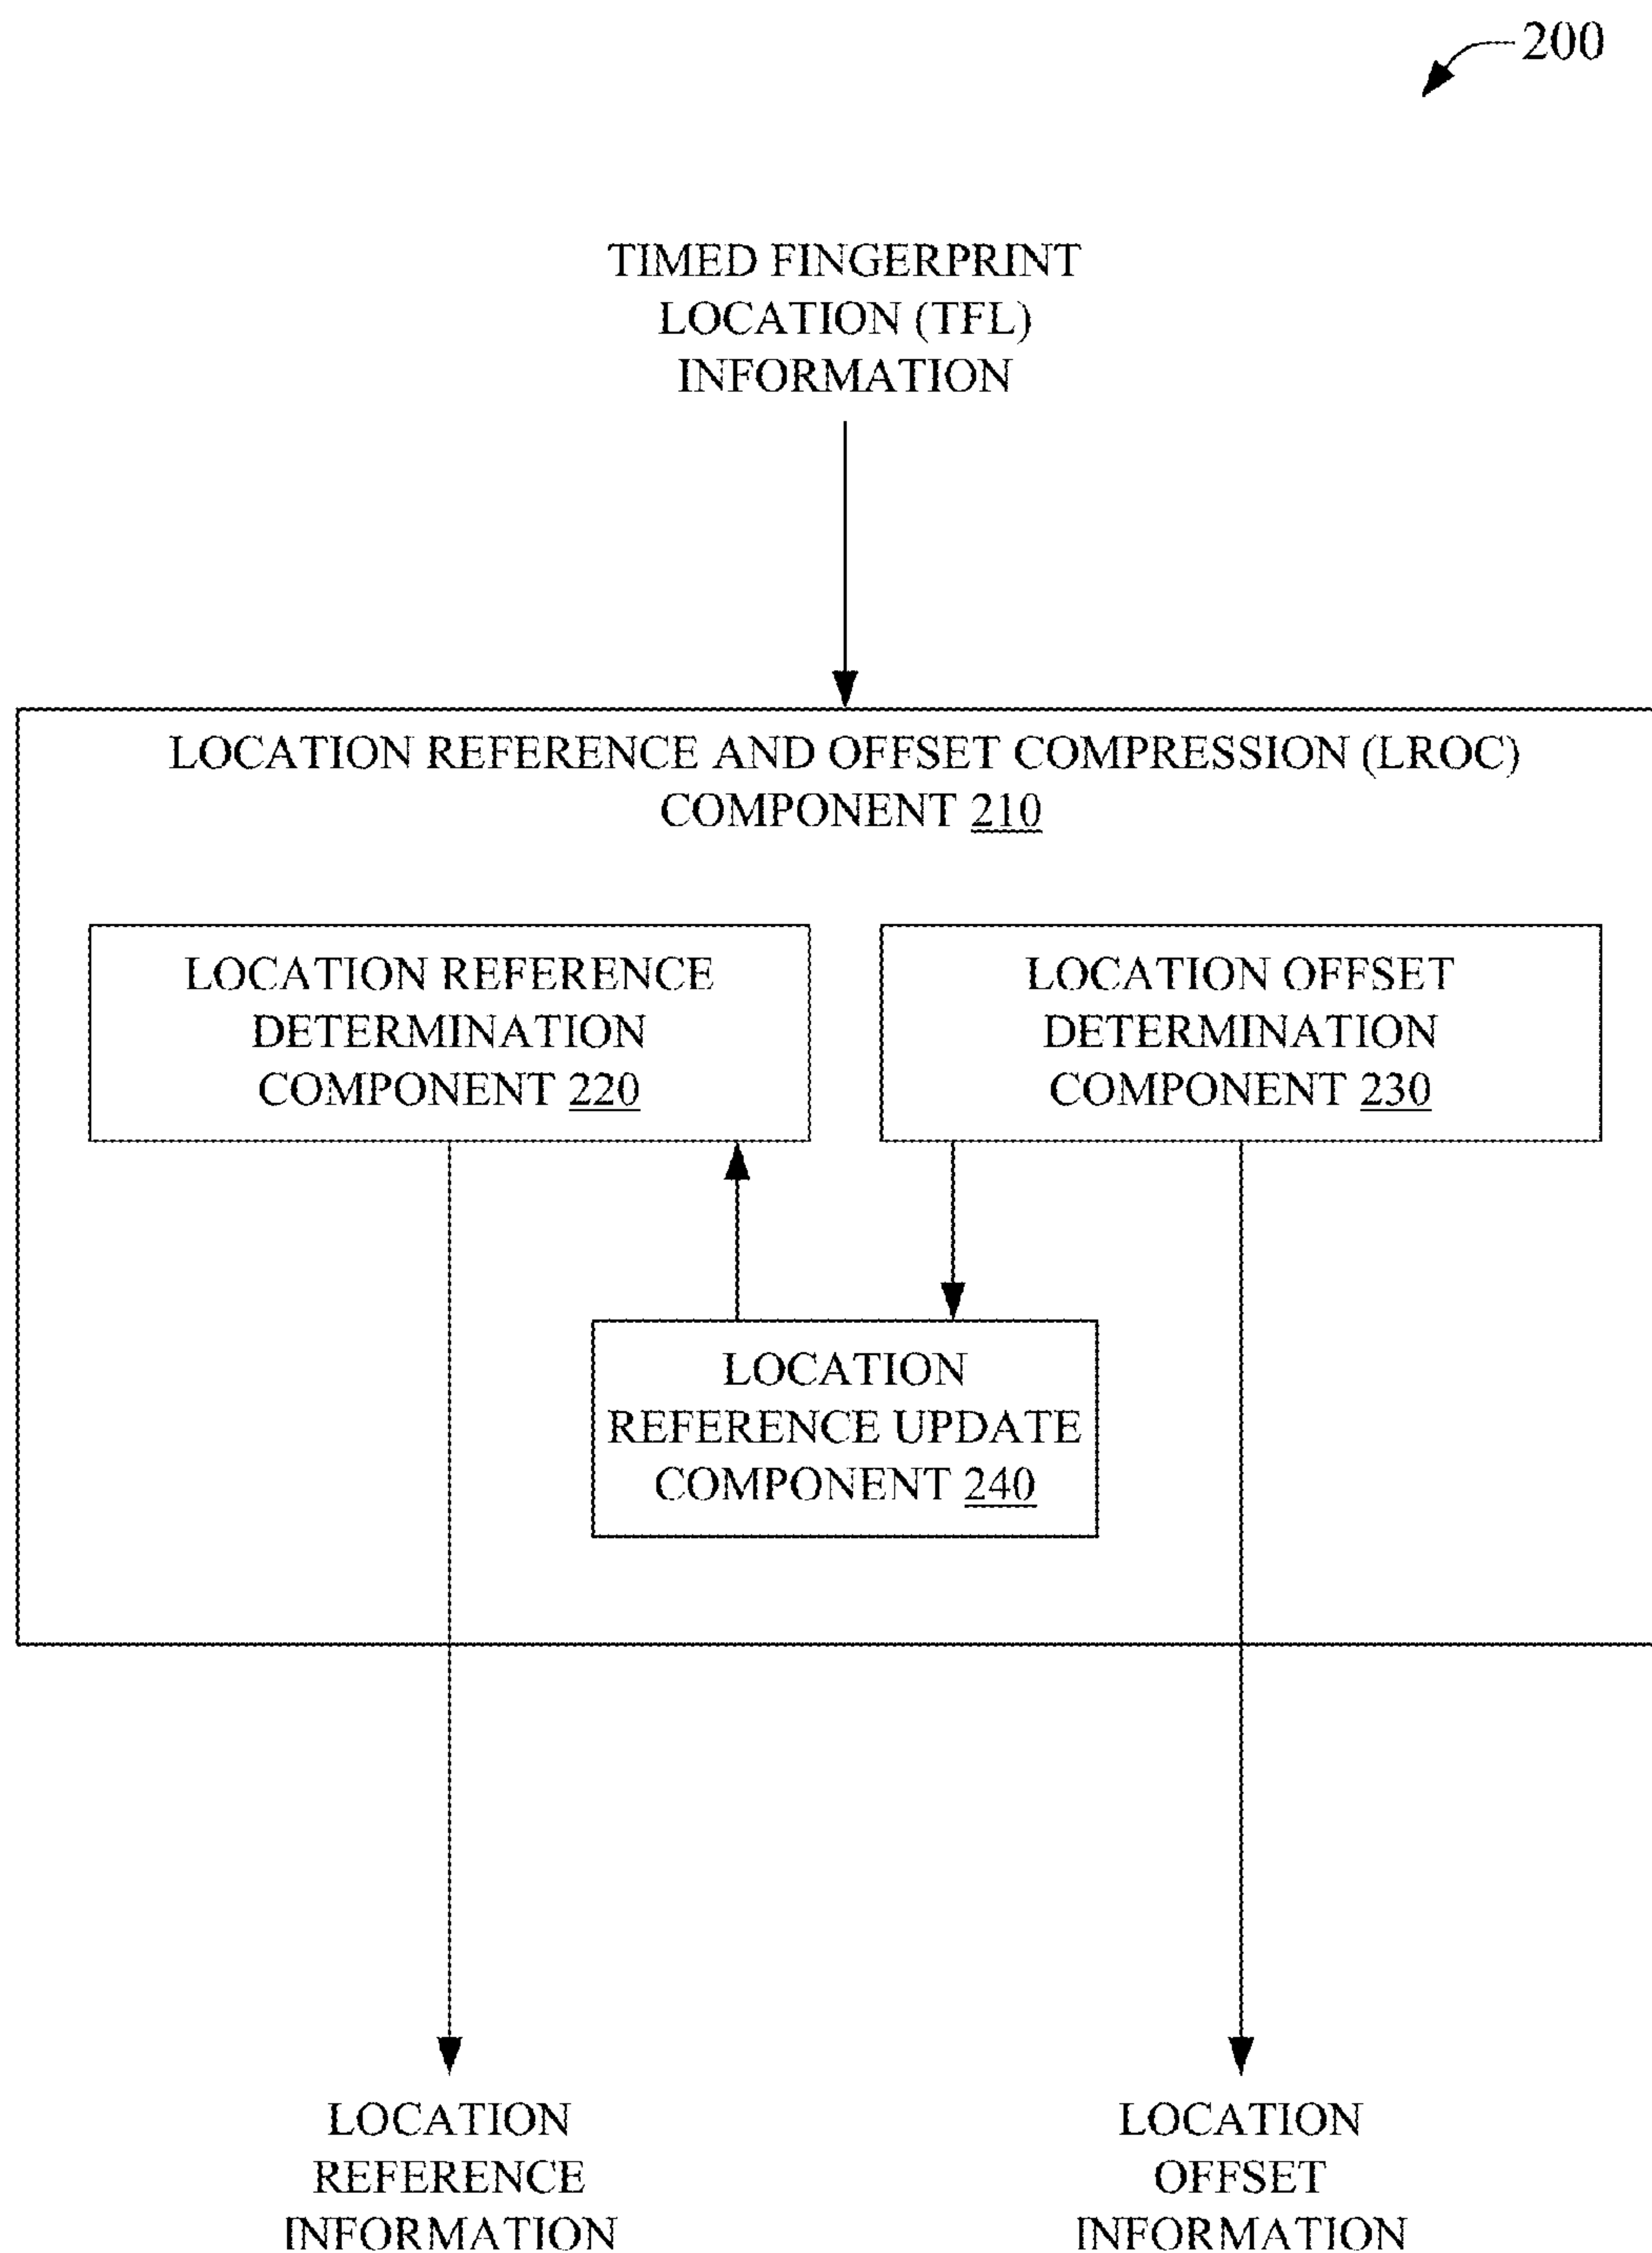 200
TIMED FINGERPRINT
LOCATION (TFL)
INFORMATION
LOCATION REFERENCE AND OFFSET COMPRESSION (LROC)
COMPONENT 210
LOCATION REFERENCE
DETERMINATION
COMPONENT 220
LOCATION OFFSET
DETERMINATION
COMPONENT 230
LOCATION
REFERENCE UPDATE
COMPONENT 240
LOCATION
REFERENCE
INFORMATION
LOCATION
OFFSET
INFORMATION